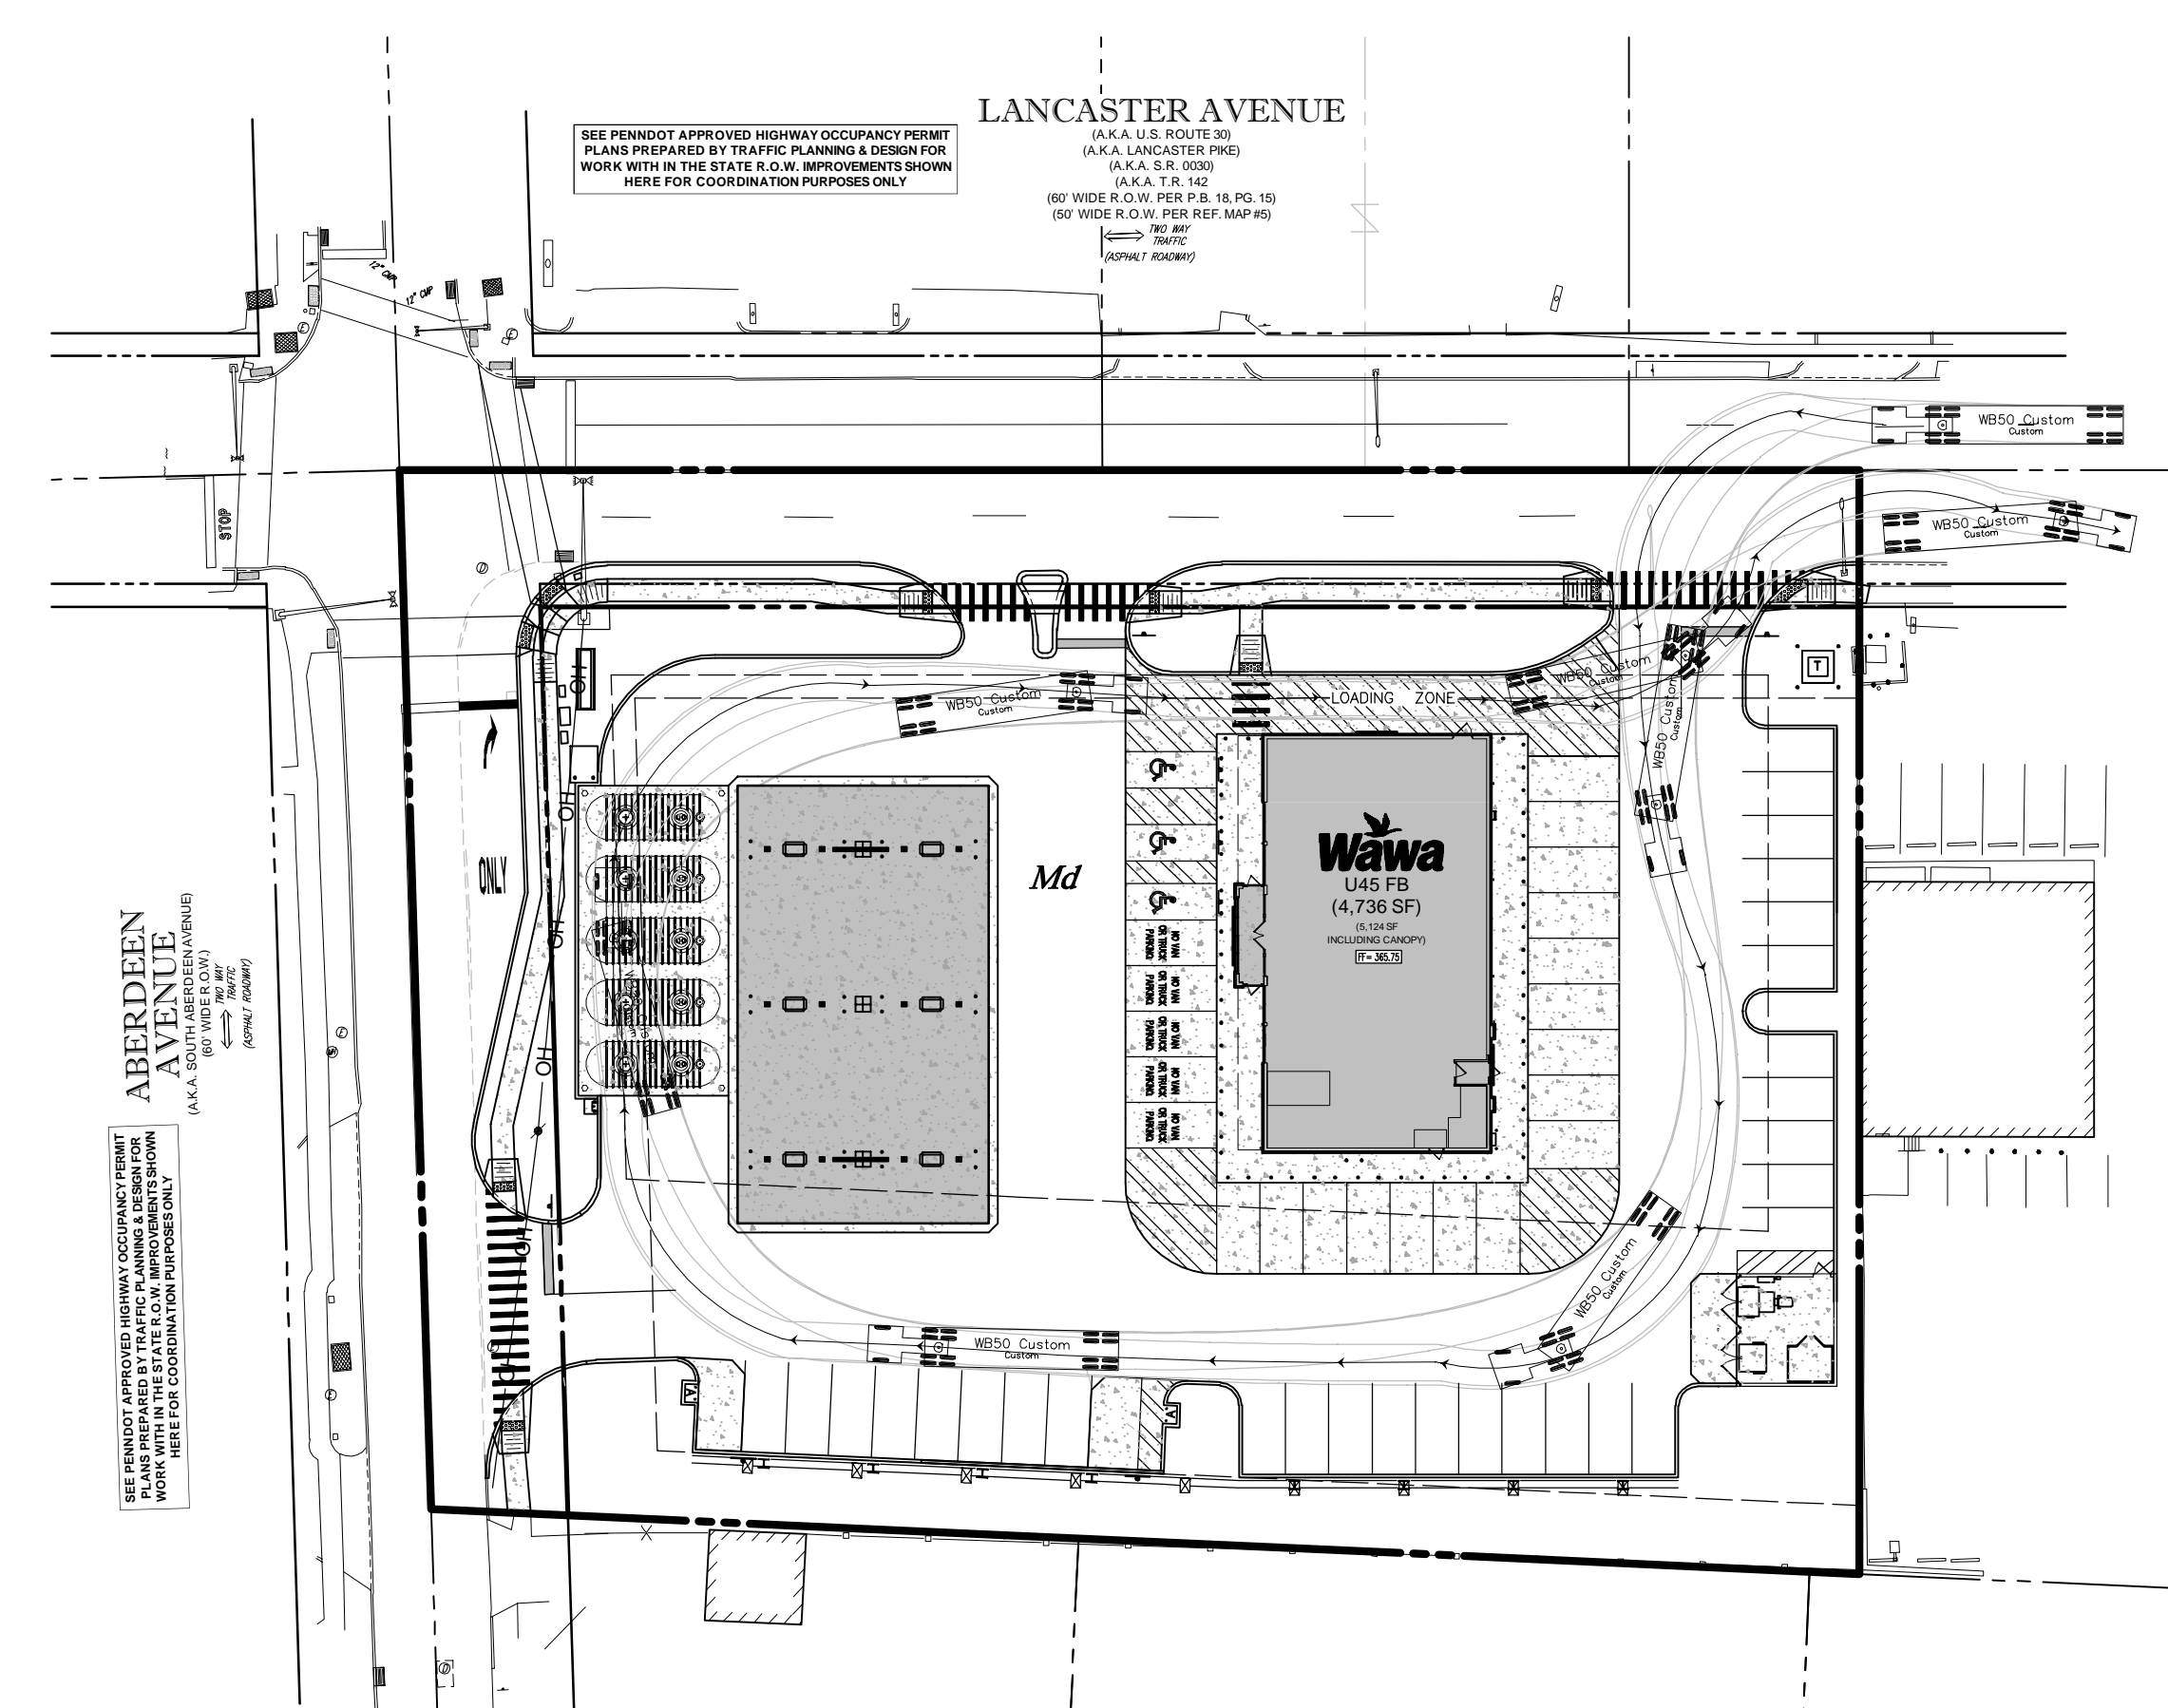 LANCASTER AVENUE
(A.K.A. U.S. ROUTE 30)
(A.K.A. LANCASTER PIKE)
(A.K.A. S.R. 0030)
(A.K.A. T.R. 142
(60' WIDE R.O.W. PER P.B. 18, PG. 15)
(50' WIDE R.O.W. PER REF. MAP #5)
TWO WAY
TRAFFIC
(ASPHALT ROADWAY)
SEE PENNDOT APPROVED HIGHWAY OCCUPANCY PERMIT
PLANS PREPARED BY TRAFFIC PLANNING & DESIGN FOR
WORK WITH IN THE STATE R.O.W. IMPROVEMENTS SHOWN
HERE FOR COORDINATION PURPOSES ONLY
12" CMP
12" CMP
STOP
WB50 Custom
Custom
WB50 Custom
Custom
WB50 Custom
Custom
WB50 Custom
Custom
WB50 Custom
Custom
LOADING ZONE
T
OH
OH
OH
OH
OH
OH
ONLY
Md
Wawa
U45 FB
(4,736 SF)
(5,124 SF
INCLUDING CANOPY)
FF= 365.75
NO VAN
OR TRUCK
PARKING
NO VAN
OR TRUCK
PARKING
NO VAN
OR TRUCK
PARKING
NO VAN
OR TRUCK
PARKING
NO VAN
OR TRUCK
PARKING
ABERDEEN
AVENUE
(A.K.A. SOUTH ABERDEEN AVENUE)
(60' WIDE R.O.W.)
TWO WAY
TRAFFIC
(ASPHALT ROADWAY)
SEE PENNDOT APPROVED HIGHWAY OCCUPANCY PERMIT
PLANS PREPARED BY TRAFFIC PLANNING & DESIGN FOR
WORK WITH IN THE STATE R.O.W. IMPROVEMENTS SHOWN
HERE FOR COORDINATION PURPOSES ONLY
WB50 Custom
Custom
WB50 Custom
Custom
A
A